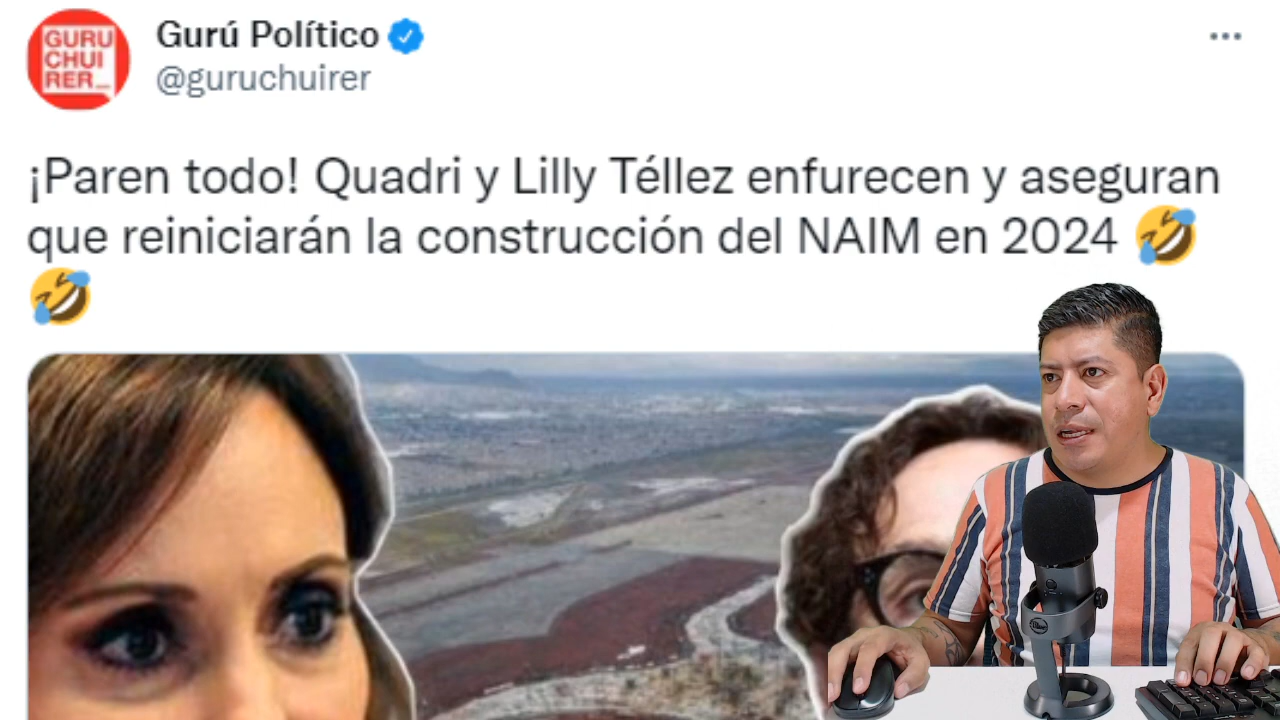 GURU
CHUI
RER_
Gurú Político
@guruchuirer
¡Paren todo! Quadri y Lilly Téllez enfurecen y aseguran
que reiniciarán la construcción del NAIM en 2024 🤣
🤣